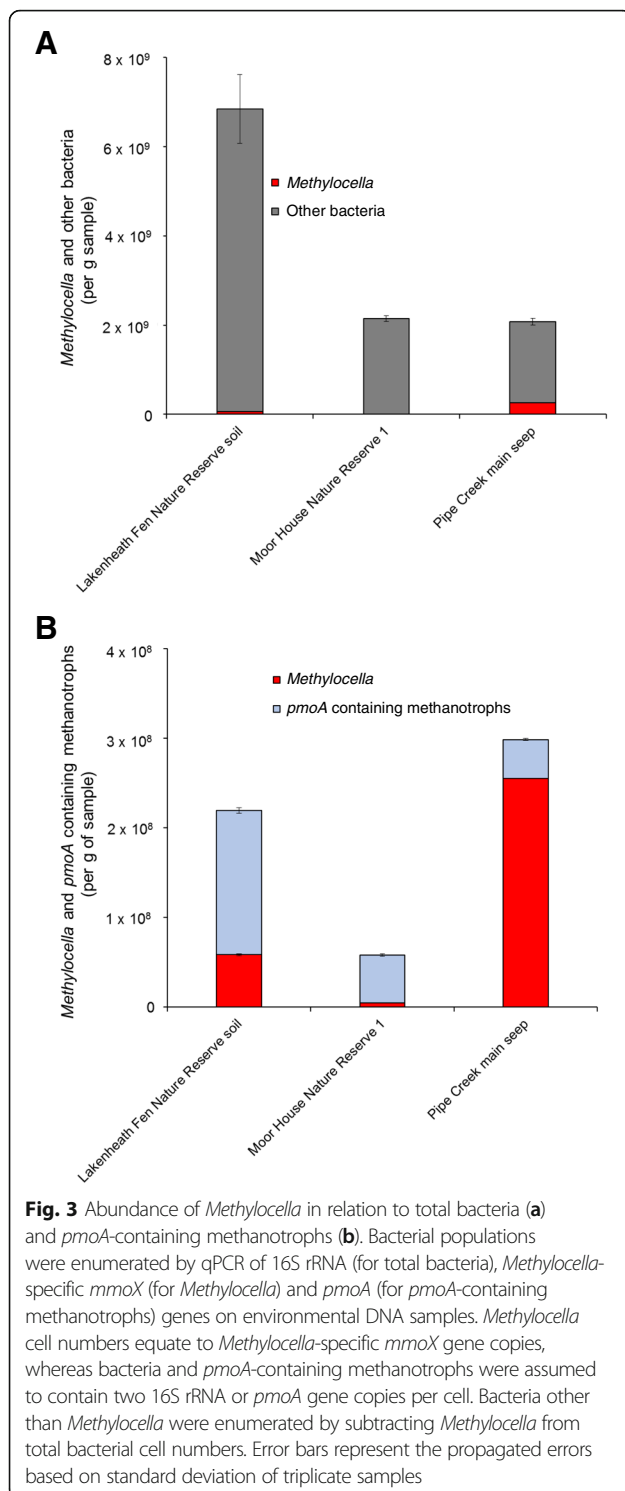 A
8 x 10⁹
6 x 10⁹
4 x 10⁹
2 x 10⁹
0
Methylocella and other bacteria
(per g sample)
Methylocella
Other bacteria
Lakenheath Fen Nature Reserve soil
Moor House Nature Reserve 1
Pipe Creek main seep
B
4 x 10⁸
3 x 10⁸
2 x 10⁸
1 x 10⁸
0
Methylocella and pmoA containing methanotrophs
(per g of sample)
Methylocella
pmoA containing methanotrophs
Lakenheath Fen Nature Reserve soil
Moor House Nature Reserve 1
Pipe Creek main seep
Fig. 3 Abundance of Methylocella in relation to total bacteria (a)
and pmoA-containing methanotrophs (b). Bacterial populations
were enumerated by qPCR of 16S rRNA (for total bacteria), Methylocella-
specific mmoX (for Methylocella) and pmoA (for pmoA-containing
methanotrophs) genes on environmental DNA samples. Methylocella
cell numbers equate to Methylocella-specific mmoX gene copies,
whereas bacteria and pmoA-containing methanotrophs were assumed
to contain two 16S rRNA or pmoA gene copies per cell. Bacteria other
than Methylocella were enumerated by subtracting Methylocella from
total bacterial cell numbers. Error bars represent the propagated errors
based on standard deviation of triplicate samples